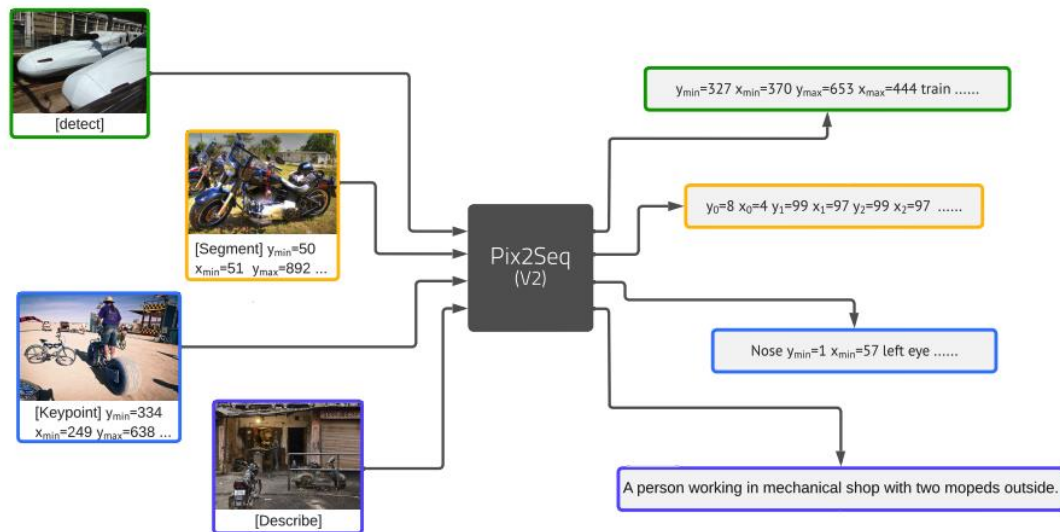 [detect]
[Segment] yₘᵢₙ=50
xₘᵢₙ=51 yₘₐₓ=892 ...
[Keypoint] yₘᵢₙ=334
xₘᵢₙ=249 yₘₐₓ=638 ...
[Describe]
Pix2Seq
(V2)
yₘᵢₙ=327 xₘᵢₙ=370 yₘₐₓ=653 xₘₐₓ=444 train ......
y₀=8 x₀=4 y₁=99 x₁=97 y₂=99 x₂=97 ......
Nose yₘᵢₙ=1 xₘᵢₙ=57 left eye ......
A person working in mechanical shop with two mopeds outside.